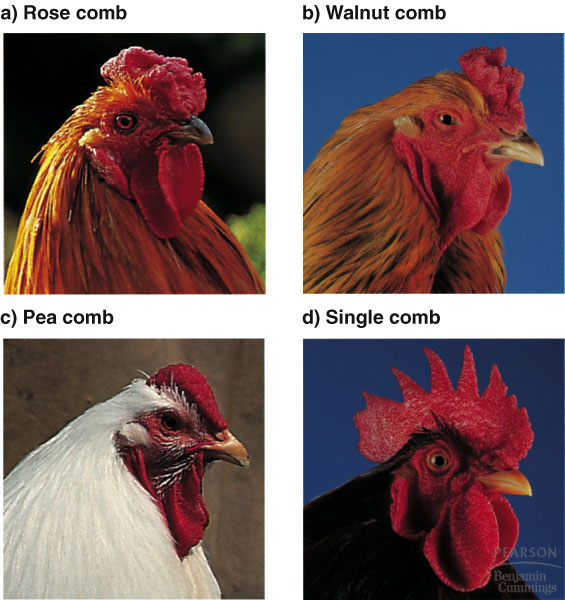 a) Rose comb
b) Walnut comb
c) Pea comb
d) Single comb
PEARSON
Benjamin
Cummings